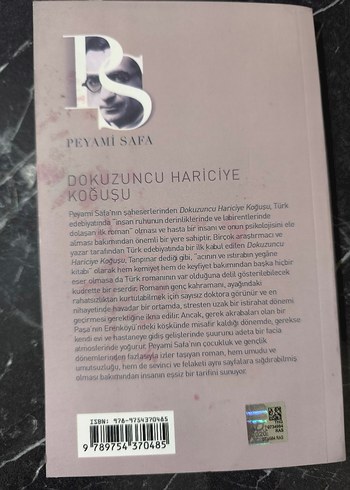 PS
PEYAMİ SAFA
DOKUZUNCU HARİCİYE
KOĞUŞU
Peyami Safa'nın şaheserlerinden Dokuzuncu Hariciye Koğuşu, Türk
edebiyatında "insan ruhunun derinliklerinde ve labirentlerinde
dolaşan ilk roman" olması ve hasta bir insanı ve onun psikolojisini ele
alması bakımından önemli bir yere sahiptir. Birçok araştırmacı ve
yazar tarafından Türk edebiyatında bir ilk kabul edilen Dokuzuncu
Hariciye Koğuşu, Tanpınar dediği gibi, "acının ve ıstırabın yegâne
kitabı" olarak hem kemiyet hem de keyfiyet bakımından başka hiçbir
eser olmasa da Türk romanının var olduğuna delil gösterilebilecek
kudrette bir eserdir. Romanın genç kahramanı, ayağındaki
rahatsızlıktan kurtulabilmek için sayısız doktora görünür ve en
nihayetinde havadar bir ortamda, stresten uzak bir istirahat dönemi
geçirmesi gerektiğine ikna edilir. Ancak, gerek akrabaları olan bir
Paşa'nın Erenköyü'ndeki köşkünde misafir kaldığı dönemde, gerekse
kendi evi ve hastaneye gidiş gelişlerinde şuurunu adeta bir facia
atmosferinde yoğurur. Peyami Safa'nın çocukluk ve gençlik
dönemlerinden fazlasıyla izler taşıyan roman, hem umudu ve
umutsuzluğu, hem de sevinci ve felaketi aynı sayfalara sığdırabilmiş
olması bakımından insanın eşsiz bir tarifini sunuyor.
ISBN: 978-9754370485
9 789754 370485